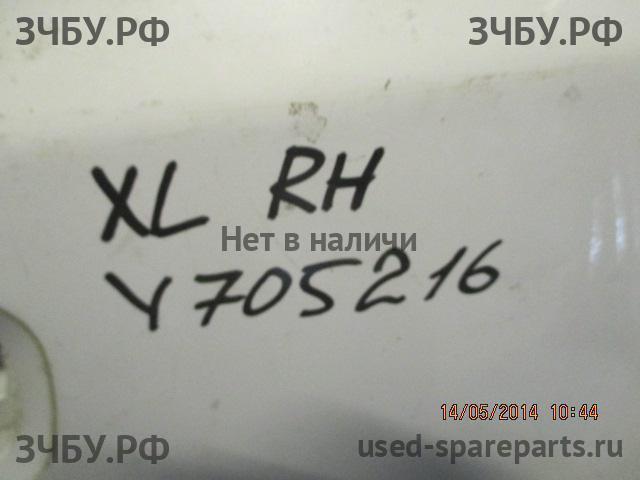 ЗЧБУ.РФ ЗЧБУ.РФ
XL RH
Нет в наличи
Y705216
14/05/2014 10:44
ЗЧБУ.РФ used-spareparts.ru